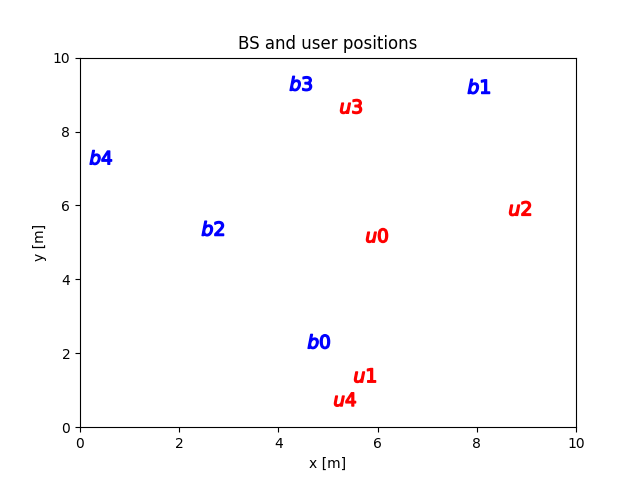 BS and user positions
10
b3
b1
u3
8
b4
y [m]
6
b2
u0
u2
4
b0
2
u1
u4
0
0 2 4 6 8 10
x [m]